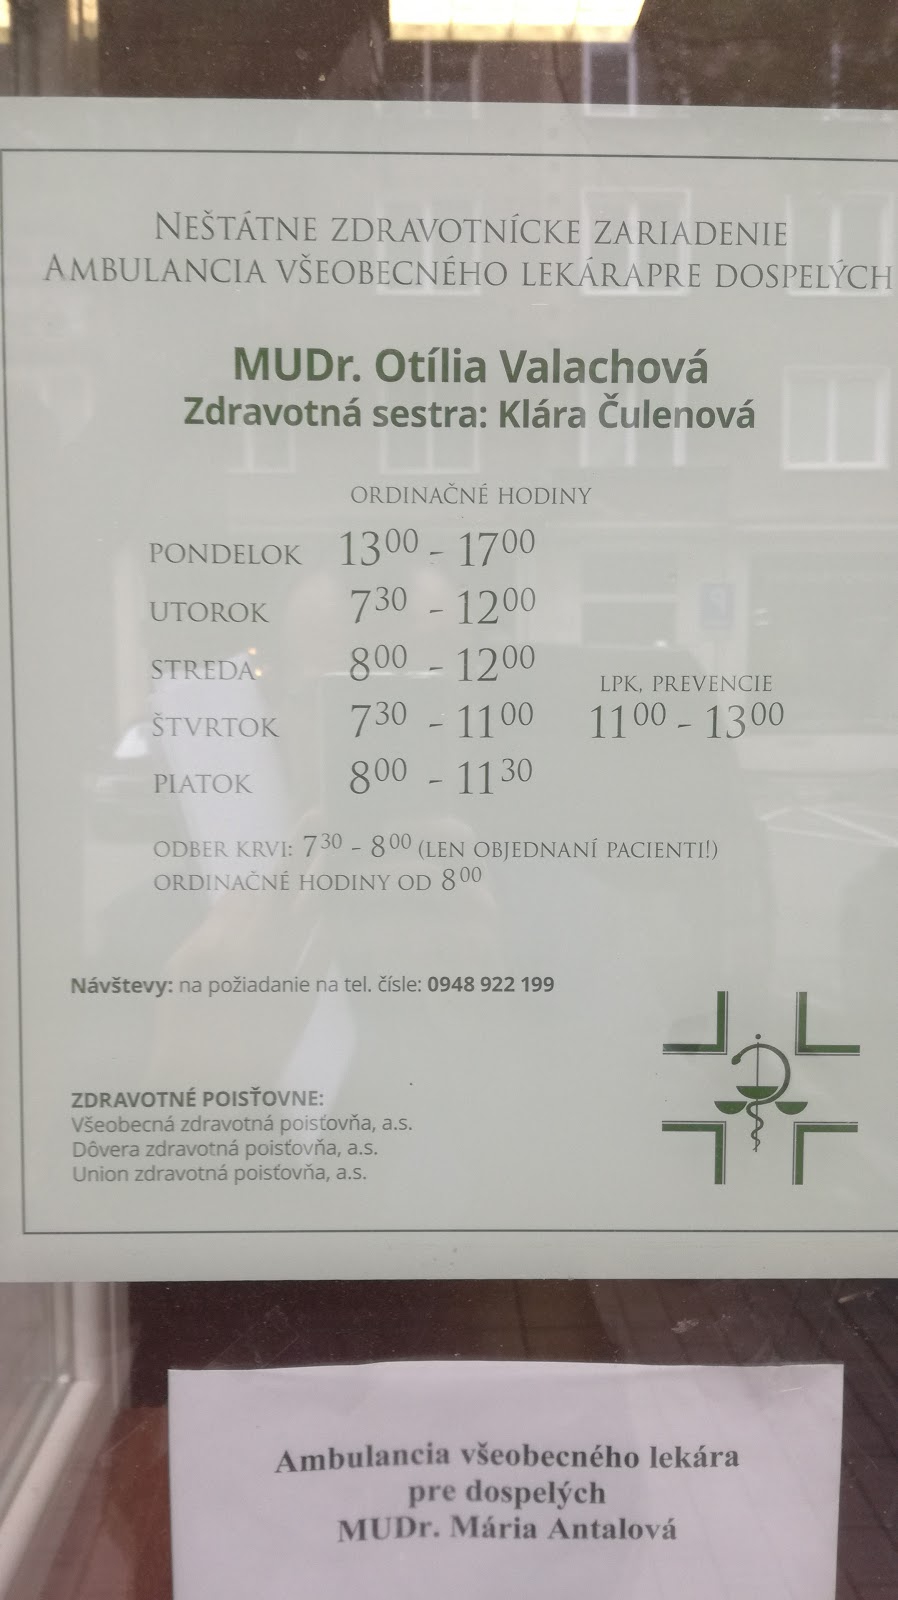 NEŠTÁTNE ZDRAVOTNÍCKE ZARIADENIE
AMBULANCIA VŠEOBECNÉHO LEKÁRAPRE DOSPELÝCH
MUDr. Otília Valachová
Zdravotná sestra: Klára Čulenová
ORDINAČNÉ HODINY
PONDELOK 13⁰⁰ - 17⁰⁰
UTOROK 7³⁰ - 12⁰⁰
STREDA 8⁰⁰ - 12⁰⁰
LPK, PREVENCIE
ŠTVRTOK 7³⁰ - 11⁰⁰ 11⁰⁰ - 13⁰⁰
PIATOK 8⁰⁰ - 11³⁰
ODBER KRVI: 7³⁰ - 8⁰⁰ (LEN OBJEDNANÍ PACIENTI!)
ORDINAČNÉ HODINY OD 8⁰⁰
Návštevy: na požiadanie na tel. čísle: 0948 922 199
ZDRAVOTNÉ POISŤOVNE:
Všeobecná zdravotná poisťovňa, a.s.
Dôvera zdravotná poisťovňa, a.s.
Union zdravotná poisťovňa, a.s.
Ambulancia všeobecného lekára
pre dospelých
MUDr. Mária Antalová